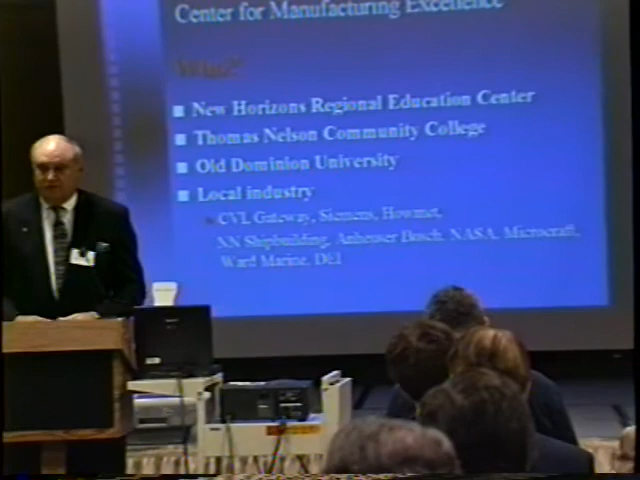 Center for Manufacturing Excellence
Who?
New Horizons Regional Education Center
Thomas Nelson Community College
Old Dominion University
Local industry
CVL Gateway, Siemens, Howmet,
NN Shipbuilding, Anheuser Busch, NASA, Microcraft,
Ward Marine,